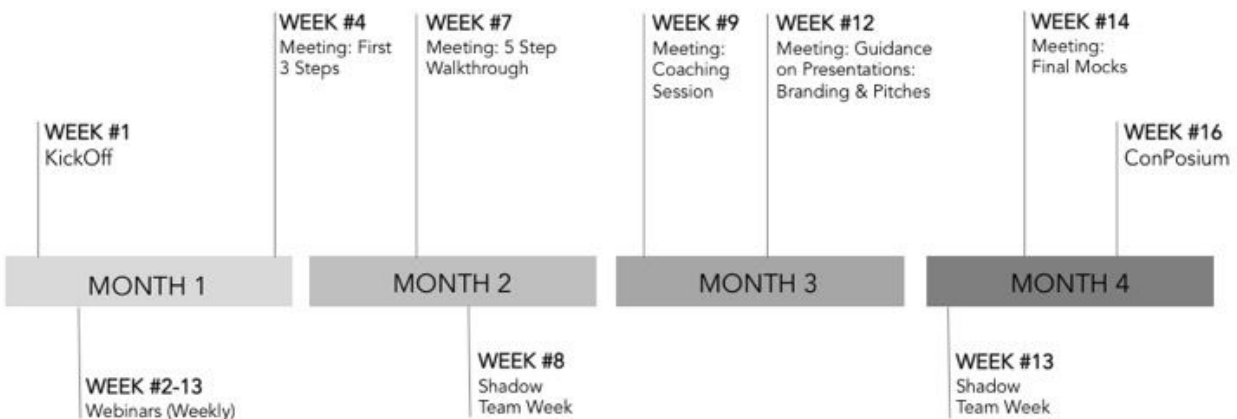 WEEK #4
Meeting: First
3 Steps
WEEK #7
Meeting: 5 Step
Walkthrough
WEEK #9
Meeting:
Coaching
Session
WEEK #12
Meeting: Guidance
on Presentations:
Branding & Pitches
WEEK #14
Meeting:
Final Mocks
WEEK #1
KickOff
WEEK #16
ConPosium
MONTH 1
MONTH 2
MONTH 3
MONTH 4
WEEK #2-13
Webinars (Weekly)
WEEK #8
Shadow
Team Week
WEEK #13
Shadow
Team Week